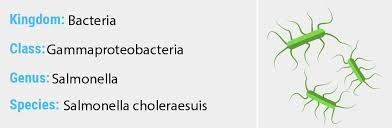 Kingdom: Bacteria
Class: Gammaproteobacteria
Genus: Salmonella
Species: Salmonella choleraesuis